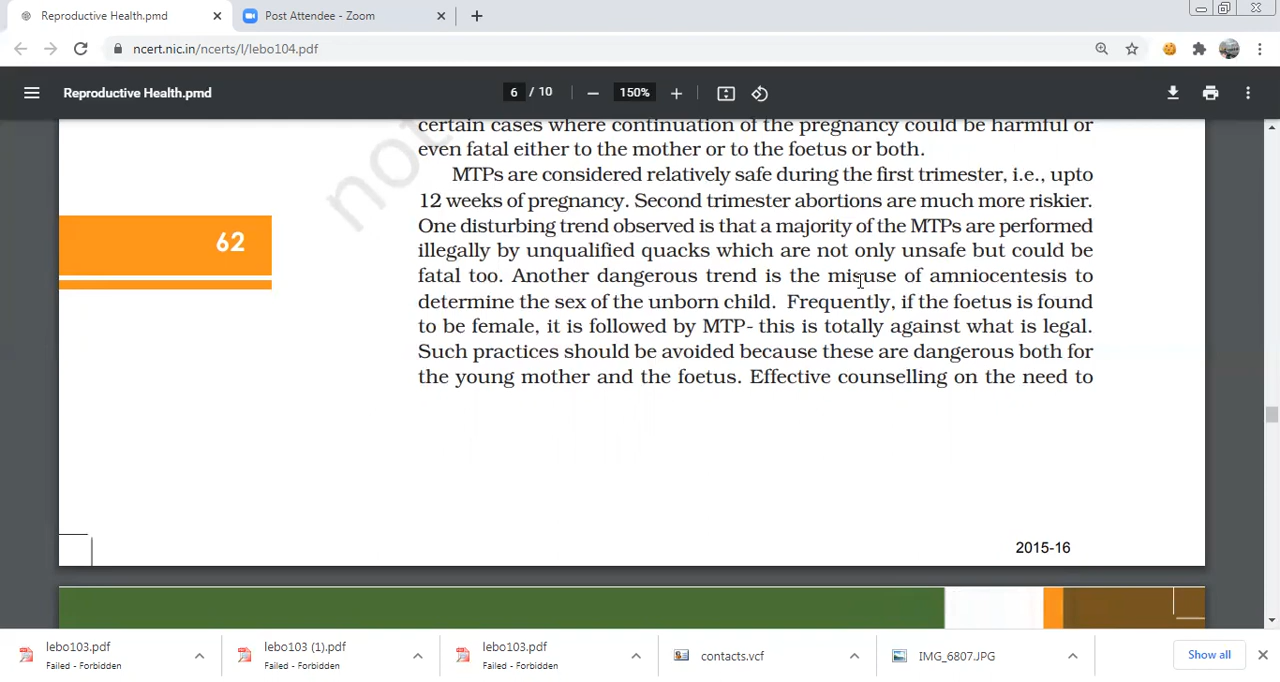 Reproductive Health.pmd
Post Attendee - Zoom
ncert.nic.in/ncerts/l/lebo104.pdf
Reproductive Health.pmd
6 / 10
150%
not
certain cases where continuation of the pregnancy could be harmful or
even fatal either to the mother or to the foetus or both.
MTPs are considered relatively safe during the first trimester, i.e., upto
12 weeks of pregnancy. Second trimester abortions are much more riskier.
One disturbing trend observed is that a majority of the MTPs are performed
illegally by unqualified quacks which are not only unsafe but could be
fatal too. Another dangerous trend is the misuse of amniocentesis to
determine the sex of the unborn child. Frequently, if the foetus is found
to be female, it is followed by MTP- this is totally against what is legal.
Such practices should be avoided because these are dangerous both for
the young mother and the foetus. Effective counselling on the need to
62
2015-16
lebo103.pdf
Failed - Forbidden
lebo103 (1).pdf
Failed - Forbidden
lebo103.pdf
Failed - Forbidden
contacts.vcf
IMG_6807.JPG
Show all